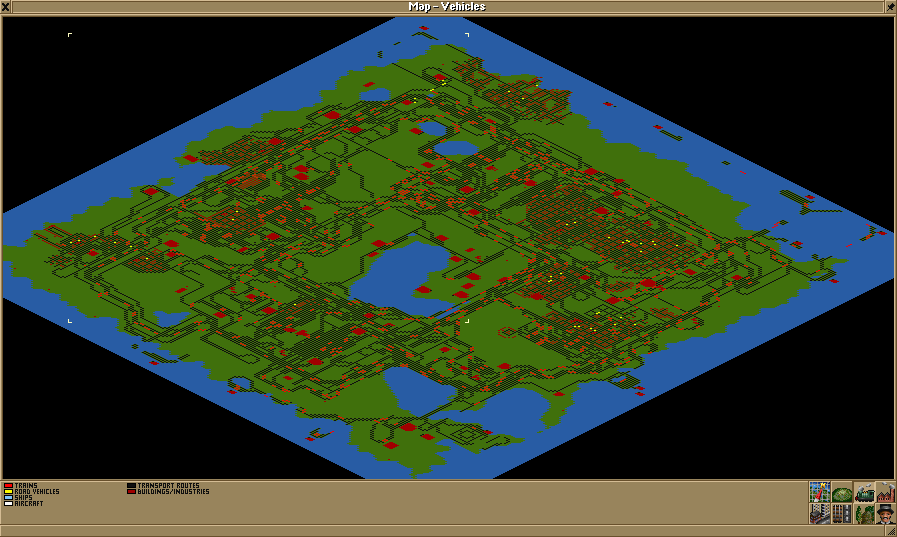 Map - Vehicles
TRAINS
ROAD VEHICLES
SHIPS
AIRCRAFT
TRANSPORT ROUTES
BUILDINGS/INDUSTRIES